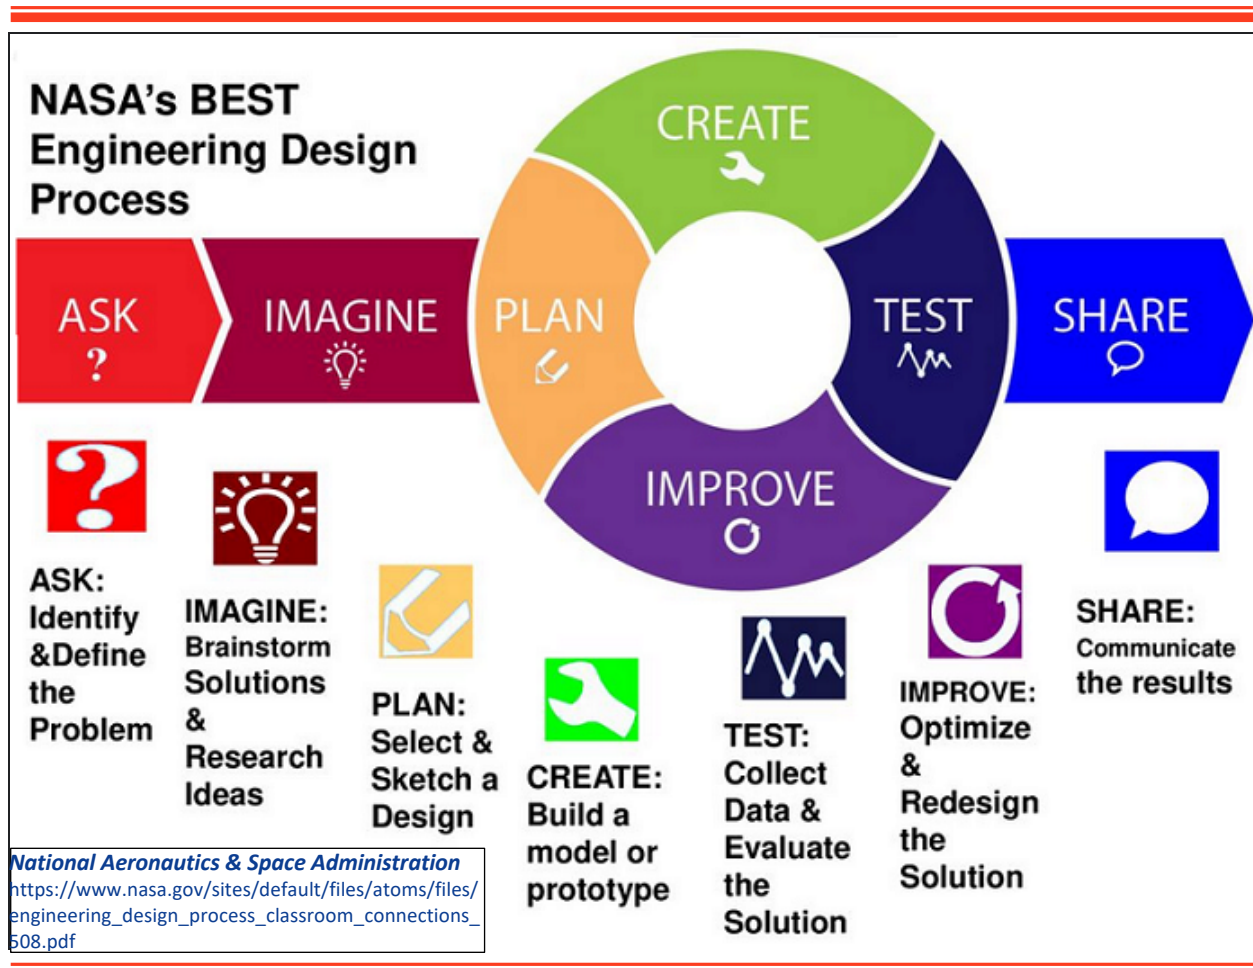 NASA's BEST
Engineering Design
Process
ASK
?
IMAGINE
PLAN
CREATE
TEST
IMPROVE
SHARE
ASK:
Identify
&Define
the
Problem
IMAGINE:
Brainstorm
Solutions
&
Research
Ideas
PLAN:
Select &
Sketch a
Design
CREATE:
Build a
model or
prototype
TEST:
Collect
Data &
Evaluate
the
Solution
IMPROVE:
Optimize
&
Redesign
the
Solution
SHARE:
Communicate
the results
National Aeronautics & Space Administration
https://www.nasa.gov/sites/default/files/atoms/files/
engineering_design_process_classroom_connections_
508.pdf